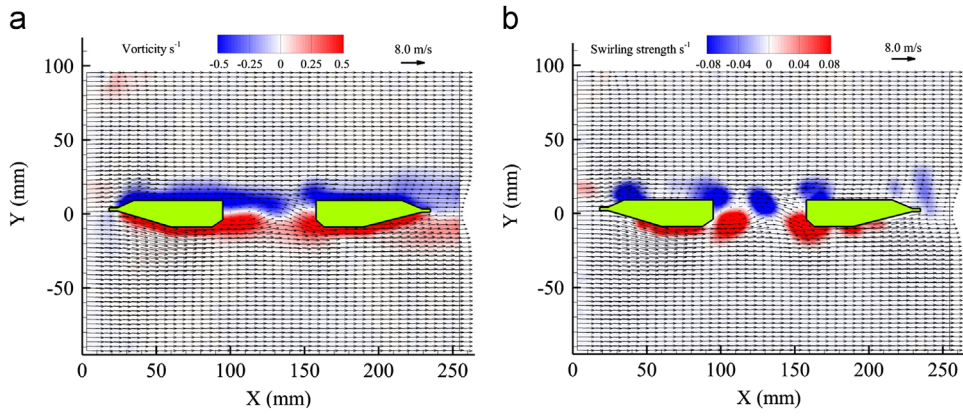 a
Vorticity s-1
-0.5 -0.25 0 0.25 0.5
8.0 m/s
100
50
0
-50
Y (mm)
0 50 100 150 200 250
X (mm)
b
Swirling strength s-1
-0.08 -0.04 0 0.04 0.08
8.0 m/s
100
50
0
-50
Y (mm)
0 50 100 150 200 250
X (mm)